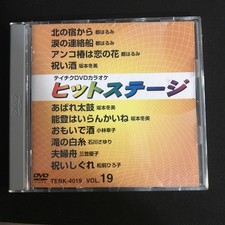 北の宿から 都はるみ
涙の連絡船 都はるみ
アンコ椿は恋の花 都はるみ
祝い酒 坂本冬美
テイチクDVDカラオケ
ヒットステージ
あばれ太鼓 坂本冬美
能登はいらんかいね 坂本冬美
おもいで酒 小林幸子
滝の白糸 石川さゆり
夫婦舟 三笠優子
祝いしぐれ 松前ひろ子
DVD
TEBK-4019 VOL.19